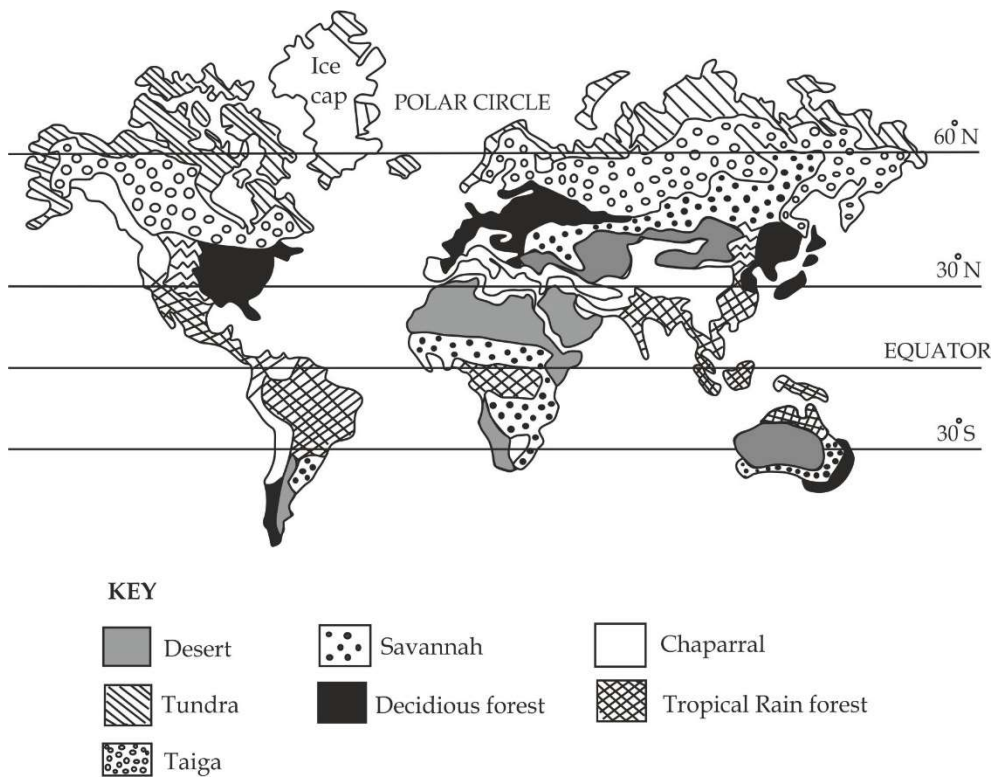 Ice
cap
POLAR CIRCLE
60°N
30°N
EQUATOR
30°S
KEY
Desert
Savannah
Chaparral
Tundra
Decidious forest
Tropical Rain forest
Taiga